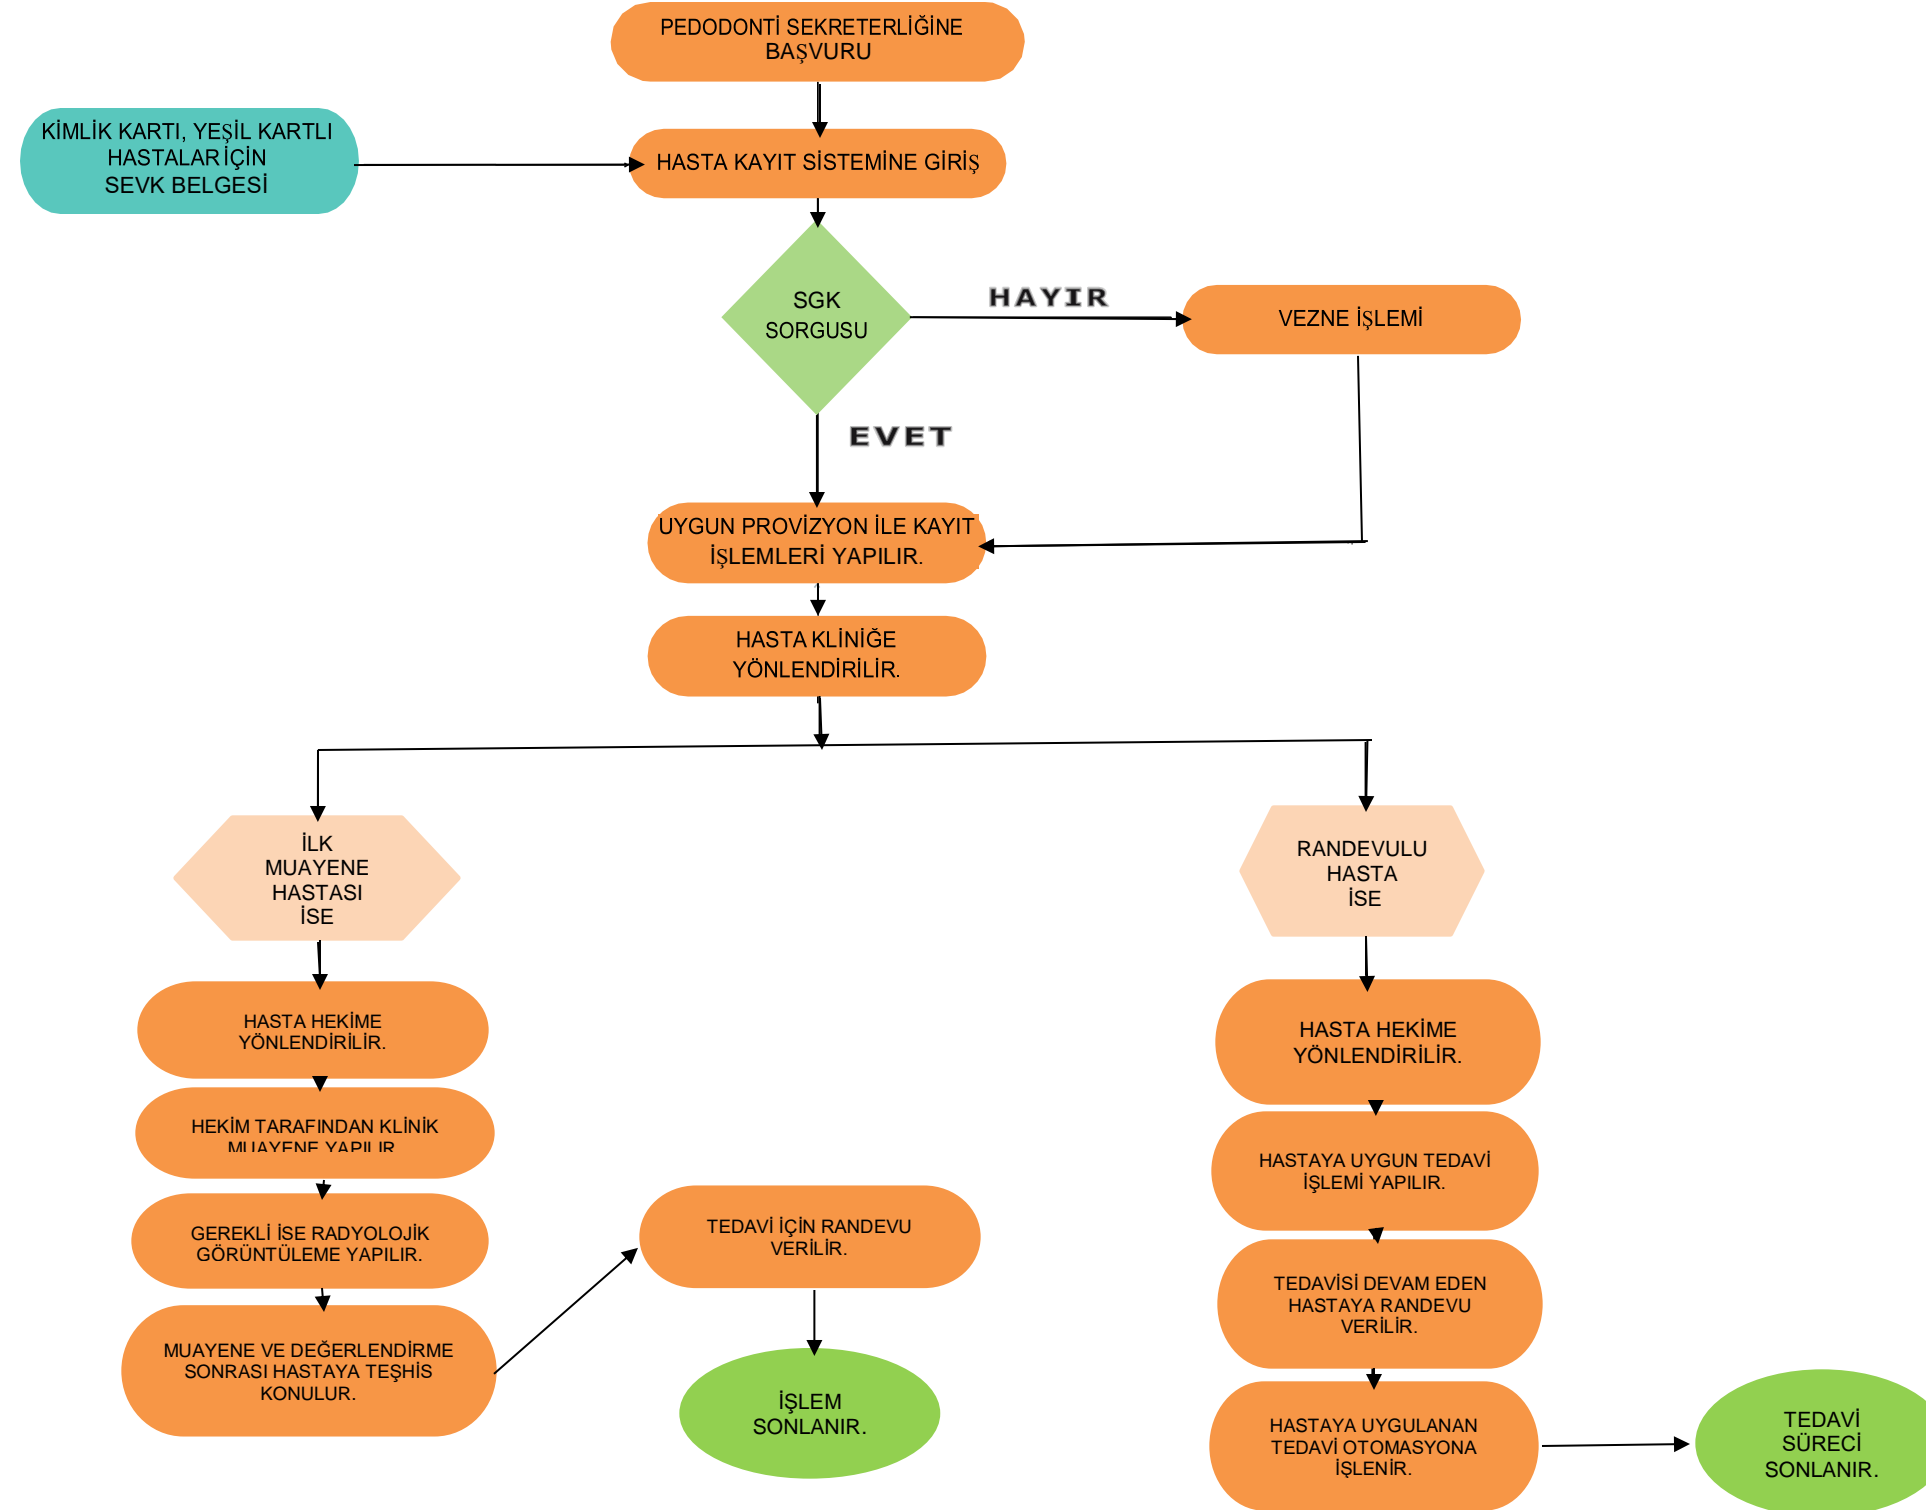 PEDODONTİ SEKRETERLİĞİNE
BAŞVURU
KİMLİK KARTI, YEŞİL KARTLI
HASTALAR İÇİN
SEVK BELGESİ
HASTA KAYIT SİSTEMİNE GİRİŞ
SGK
SORGUSU
HAYIR
VEZNE İŞLEMİ
EVET
UYGUN PROVİZYON İLE KAYIT
İŞLEMLERİ YAPILIR.
HASTA KLİNİĞE
YÖNLENDİRİLİR.
İLK
MUAYENE
HASTASI
İSE
HASTA HEKİME
YÖNLENDİRİLİR.
HEKİM TARAFINDAN KLİNİK
MUAYENE YAPILIR
GEREKLİ İSE RADYOLOJİK
GÖRÜNTÜLEME YAPILIR.
MUAYENE VE DEĞERLENDİRME
SONRASI HASTAYA TEŞHİS
KONULUR.
TEDAVİ İÇİN RANDEVU
VERİLİR.
İŞLEM
SONLANIR.
RANDEVULU
HASTA
İSE
HASTA HEKİME
YÖNLENDİRİLİR.
HASTAYA UYGUN TEDAVİ
İŞLEMİ YAPILIR.
TEDAVİSİ DEVAM EDEN
HASTAYA RANDEVU
VERİLİR.
HASTAYA UYGULANAN
TEDAVİ OTOMASYONA
İŞLENİR.
TEDAVİ
SÜRECİ
SONLANIR.